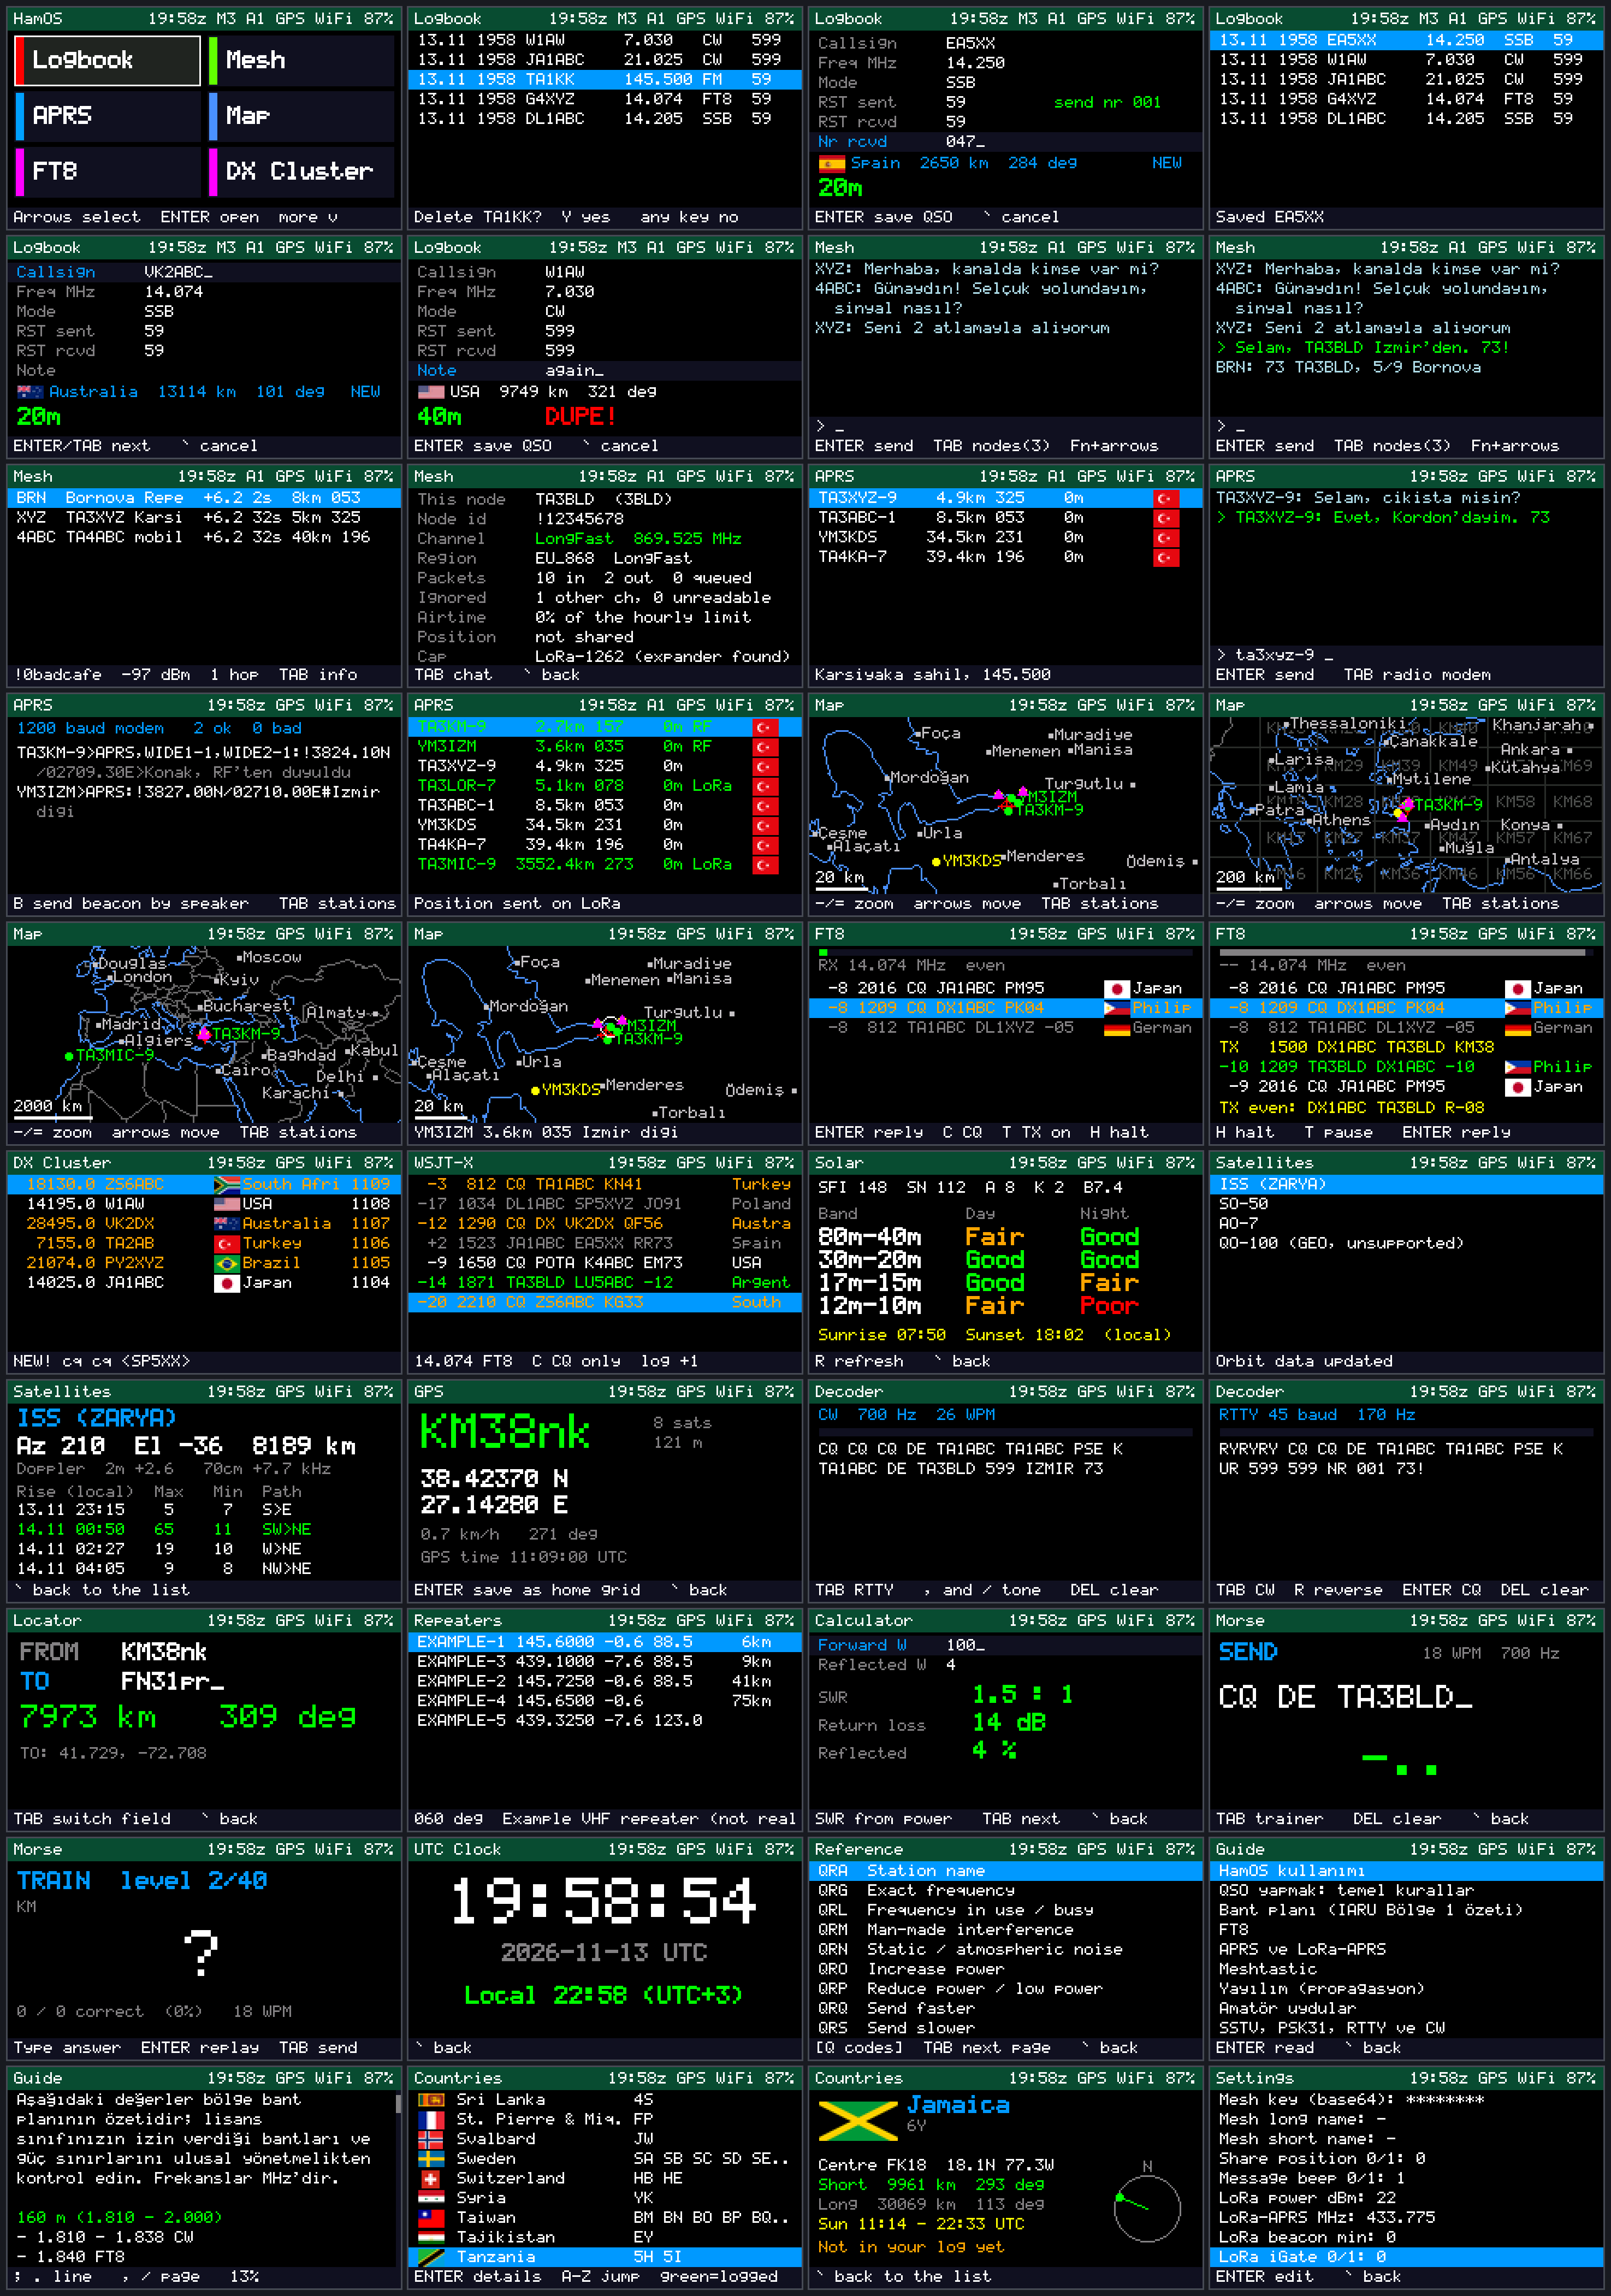 HamOS 19:58z M3 A1 GPS WiFi 87%
Logbook Mesh
APRS Map
FT8 DX Cluster
Arrows select ENTER open more v
Logbook 19:58z M3 A1 GPS WiFi 87%
13.11 1958 W1AW 7.030 CW 599
13.11 1958 JA1ABC 21.025 CW 599
13.11 1958 TA1KK 145.500 FM 59
13.11 1958 G4XYZ 14.074 FT8 59
13.11 1958 DL1ABC 14.205 SSB 59
Delete TA1KK? Y yes any key no
Logbook 19:58z M3 A1 GPS WiFi 87%
Callsign EA5XX
Freq MHz 14.250
Mode SSB
RST sent 59 send nr 001
RST rcvd 59
Nr rcvd 047_
Spain 2650 km 284 deg NEW
20m
ENTER save QSO ` cancel
Logbook 19:58z M3 A1 GPS WiFi 87%
13.11 1958 EA5XX 14.250 SSB 59
13.11 1958 W1AW 7.030 CW 599
13.11 1958 JA1ABC 21.025 CW 599
13.11 1958 G4XYZ 14.074 FT8 59
13.11 1958 DL1ABC 14.205 SSB 59
Saved EA5XX
Logbook 19:58z M3 A1 GPS WiFi 87%
Callsign VK2ABC_
Freq MHz 14.074
Mode SSB
RST sent 59
RST rcvd 59
Note
Australia 13114 km 101 deg NEW
20m
ENTER/TAB next ` cancel
Logbook 19:58z M3 A1 GPS WiFi 87%
Callsign W1AW
Freq MHz 7.030
Mode CW
RST sent 599
RST rcvd 599
Note again_
USA 9749 km 321 deg
40m DUPE!
ENTER save QSO ` cancel
Mesh 19:58z M3 A1 GPS WiFi 87%
XYZ: Merhaba, kanalda kimse var mi?
4ABC: Günaydın! Selçuk yolundayım,
sinyal nasıl?
XYZ: Seni 2 atlamayla aliyorum
> _
ENTER send TAB nodes(3) Fn+arrows
Mesh 19:58z M3 A1 GPS WiFi 87%
XYZ: Merhaba, kanalda kimse var mi?
4ABC: Günaydın! Selçuk yolundayım,
sinyal nasıl?
XYZ: Seni 2 atlamayla aliyorum
> Selam, TA3BLD Izmir'den. 73!
BRN: 73 TA3BLD, 5/9 Bornova
> _
ENTER send TAB nodes(3) Fn+arrows
Mesh 19:58z A1 GPS WiFi 87%
BRN Bornova Repe +6.2 2s 8km 053
XYZ TA3XYZ Karsi +6.2 32s 5km 325
4ABC TA4ABC mobil +6.2 32s 40km 196
!0badcafe -97 dBm 1 hop TAB info
Mesh 19:58z A1 GPS WiFi 87%
This node TA3BLD (3BLD)
Node id !12345678
Channel LongFast 869.525 MHz
Region EU_868 LongFast
Packets 10 in 2 out 0 queued
Ignored 1 other ch, 0 unreadable
Airtime 0% of the hourly limit
Position not shared
Cap LoRa-1262 (expander found)
TAB chat ` back
APRS 19:58z A1 GPS WiFi 87%
TA3XYZ-9 4.9km 325 0m
TA3ABC-1 8.5km 053 0m
YM3KDS 34.5km 231 0m
TA4KA-7 39.4km 196 0m
Karsiyaka sahil, 145.500
APRS 19:58z A1 GPS WiFi 87%
TA3XYZ-9: Selam, cikista misin?
> TA3XYZ-9: Evet, Kordon'dayim. 73
> ta3xyz-9 _
ENTER send TAB radio modem
APRS 19:58z A1 GPS WiFi 87%
1200 baud modem 2 ok 0 bad
TA3KM-9>APRS,WIDE1-1,WIDE2-1:!3824.10N
/02709.30E>Konak, RF'ten duyuldu
YM3IZM>APRS:!3827.00N/02710.00E#Izmir
digi
B send beacon by speaker TAB stations
APRS 19:58z A1 GPS WiFi 87%
TA3KM-9 2.7km 157 0m RF
YM3IZM 3.6km 035 0m RF
TA3XYZ-9 4.9km 325 0m
TA3LOR-7 5.1km 078 0m LoRa
TA3ABC-1 8.5km 053 0m
YM3KDS 34.5km 231 0m
TA4KA-7 39.4km 196 0m
TA3MIC-9 3552.4km 273 0m LoRa
Position sent on LoRa
Map 19:58z GPS WiFi 87%
Foça Muradiye
Menemen Manisa
Mordoğan Turgutlu
YM3IZM
TA3KM-9
Çesme Urla
Alaçatı
YM3KDS Menderes Ödemiş
20 km Torbalı
-/= zoom arrows move TAB stations
Map 19:58z GPS WiFi 87%
Thessaloniki Khanjarah
Çanakkale
Ankara
Larisa KM29 KM39 KM49 Kütahya KM69
Mytilene
Lamia
KM28 TA3KM-9 KM58 KM68
Patra
Athens Aydın Konya
KM47 KM57 KM67
Muğla
Antalya
200 km KM26 KM36 KM46 KM56 KM66
-/= zoom arrows move TAB stations
Map 19:58z GPS WiFi 87%
Moscow
Douglas
London Kyiv
Bucharest Almaty
Madrid TA3KM-9
Algiers
TA3MIC-9 Baghdad Kabul
Cairo Delhi
Karachi
2000 km
-/= zoom arrows move TAB stations
Map 19:58z GPS WiFi 87%
Foça Muradiye
Menemen Manisa
Mordoğan Turgutlu
YM3IZM
TA3KM-9
Çesme Urla
Alaçatı
YM3KDS Menderes Ödemiş
20 km Torbalı
YM3IZM 3.6km 035 Izmir digi
FT8 19:58z GPS WiFi 87%
RX 14.074 MHz even
-8 2016 CQ JA1ABC PM95 Japan
-8 1209 CQ DX1ABC PK04 Philip
-8 812 TA1ABC DL1XYZ -05 German
ENTER reply C CQ T TX on H halt
FT8 19:58z GPS WiFi 87%
-- 14.074 MHz even
-8 2016 CQ JA1ABC PM95 Japan
-8 1209 CQ DX1ABC PK04 Philip
-8 812 TA1ABC DL1XYZ -05 German
TX 1500 DX1ABC TA3BLD KM38
-10 1209 TA3BLD DX1ABC -10 Philip
-9 2016 CQ JA1ABC PM95 Japan
TX even: DX1ABC TA3BLD R-08
H halt T pause ENTER reply
DX Cluster 19:58z GPS WiFi 87%
18130.0 ZS6ABC South Afri 1109
14195.0 W1AW USA 1108
28495.0 VK2DX Australia 1107
7155.0 TA2AB Turkey 1106
21074.0 PY2XYZ Brazil 1105
14025.0 JA1ABC Japan 1104
NEW! cq cq <SP5XX>
WSJT-X 19:58z GPS WiFi 87%
-3 812 CQ TA1ABC KN41 Turkey
-17 1034 DL1ABC SP5XYZ JO91 Poland
-12 1290 CQ DX VK2DX QF56 Austra
+2 1523 JA1ABC EA5XX RR73 Spain
-9 1650 CQ POTA K4ABC EM73 USA
-14 1871 TA3BLD LU5ABC -12 Argent
-20 2210 CQ ZS6ABC KG33 South
14.074 FT8 C CQ only log +1
Solar 19:58z GPS WiFi 87%
SFI 148 SN 112 A 8 K 2 B7.4
Band Day Night
80m-40m Fair Good
30m-20m Good Good
17m-15m Good Fair
12m-10m Fair Poor
Sunrise 07:50 Sunset 18:02 (local)
R refresh ` back
Satellites 19:58z GPS WiFi 87%
ISS (ZARYA)
SO-50
AO-7
QO-100 (GEO, unsupported)
Orbit data updated
Satellites 19:58z GPS WiFi 87%
ISS (ZARYA)
Az 210 El -36 8189 km
Doppler 2m +2.6 70cm +7.7 kHz
Rise (local) Max Min Path
13.11 23:15 5 7 S>E
14.11 00:50 65 11 SW>NE
14.11 02:27 19 10 W>NE
14.11 04:05 9 8 NW>NE
` back to the list
GPS 19:58z GPS WiFi 87%
KM38nk 8 sats
121 m
38.42370 N
27.14280 E
0.7 km/h 271 deg
GPS time 11:09:00 UTC
ENTER save as home grid ` back
Decoder 19:58z GPS WiFi 87%
CW 700 Hz 26 WPM
CQ CQ CQ DE TA1ABC TA1ABC PSE K
TA1ABC DE TA3BLD 599 IZMIR 73
TAB RTTY , and / tone DEL clear
Decoder 19:58z GPS WiFi 87%
RTTY 45 baud 170 Hz
RYRYRY CQ CQ DE TA1ABC TA1ABC PSE K
UR 599 599 NR 001 73!
TAB CW R reverse ENTER CQ DEL clear
Locator 19:58z GPS WiFi 87%
FROM KM38nk
TO FN31pr_
7973 km 309 deg
TO: 41.729, -72.708
TAB switch field ` back
Repeaters 19:58z GPS WiFi 87%
EXAMPLE-1 145.6000 -0.6 88.5 6km
EXAMPLE-3 439.1000 -7.6 88.5 9km
EXAMPLE-2 145.7250 -0.6 88.5 41km
EXAMPLE-4 145.6500 -0.6 75km
EXAMPLE-5 439.3250 -7.6 123.0
060 deg Example VHF repeater (not real
Calculator 19:58z GPS WiFi 87%
Forward W 100_
Reflected W 4
SWR 1.5 : 1
Return loss 14 dB
Reflected 4 %
SWR from power TAB next ` back
Morse 19:58z GPS WiFi 87%
SEND 18 WPM 700 Hz
CQ DE TA3BLD_
-..
TAB trainer DEL clear ` back
Morse 19:58z GPS WiFi 87%
TRAIN level 2/40
KM
?
0 / 0 correct (0%) 18 WPM
Type answer ENTER replay TAB send
UTC Clock 19:58z GPS WiFi 87%
19:58:54
2026-11-13 UTC
Local 22:58 (UTC+3)
` back
Reference 19:58z GPS WiFi 87%
QRA Station name
QRG Exact frequency
QRL Frequency in use / busy
QRM Man-made interference
QRN Static / atmospheric noise
QRO Increase power
QRP Reduce power / low power
QRQ Send faster
QRS Send slower
[Q codes] TAB next page ` back
Guide 19:58z GPS WiFi 87%
HamOS kullanımı
QSO yapmak: temel kurallar
Bant planı (IARU Bölge 1 özeti)
FT8
APRS ve LoRa-APRS
Meshtastic
Yayılım (propagasyon)
Amatör uydular
SSTV, PSK31, RTTY ve CW
ENTER read ` back
Guide 19:58z GPS WiFi 87%
Aşağıdaki değerler bölge bant
planının özetidir; lisans
sınıfınızın izin verdiği bantları ve
güç sınırlarını ulusal yönetmelikten
kontrol edin. Frekanslar MHz'dir.
160 m (1.810 - 2.000)
- 1.810 - 1.838 CW
- 1.840 FT8
; . line , / page 13%
Countries 19:58z GPS WiFi 87%
Sri Lanka 4S
St. Pierre & Miq. FP
Svalbard JW
Sweden SA SB SC SD SE..
Switzerland HB HE
Syria YK
Taiwan BM BN BO BP BQ..
Tajikistan EY
Tanzania 5H 5I
ENTER details A-Z jump green=logged
Countries 19:58z GPS WiFi 87%
Jamaica
6Y
Centre FK18 18.1N 77.3W
N
Short 9961 km 293 deg
Long 30069 km 113 deg
Sun 11:14 - 22:33 UTC
Not in your log yet
` back to the list
Settings 19:58z GPS WiFi 87%
Mesh key (base64): ********
Mesh long name: -
Mesh short name: -
Share position 0/1: 0
Message beep 0/1: 1
LoRa power dBm: 22
LoRa-APRS MHz: 433.775
LoRa beacon min: 0
LoRa iGate 0/1: 0
ENTER edit ` back